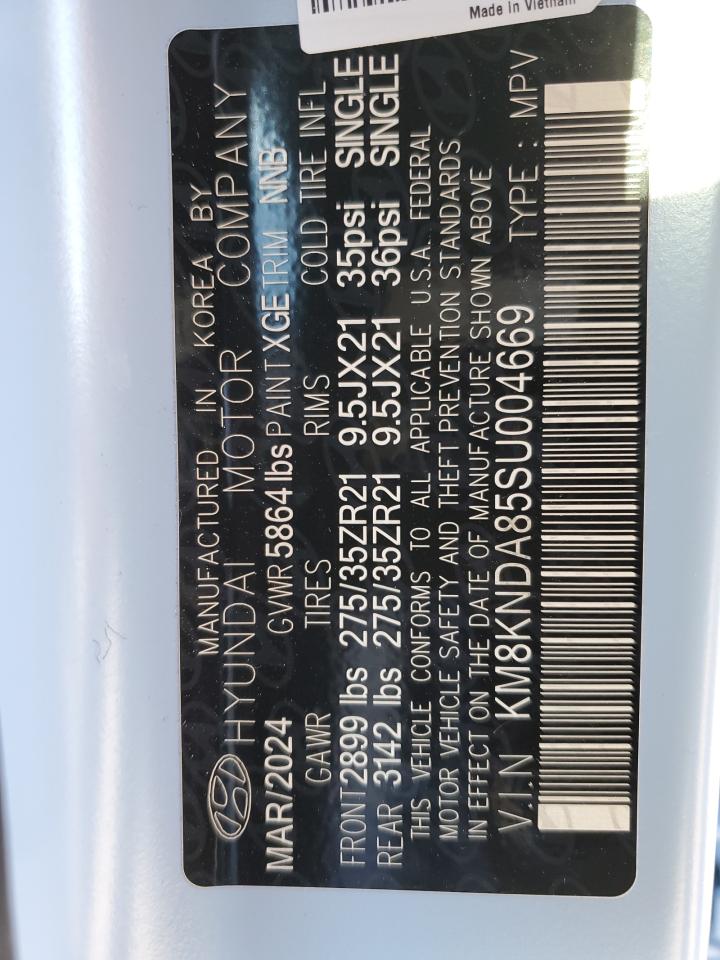 Made in Vietnam
MANUFACTURED IN KOREA BY
HYUNDAI MOTOR COMPANY
MAR/2024 GVWR 5864 lbs PAINT XGE TRIM NNB
GAWR TIRES RIMS COLD TIRE INFL
FRONT 2899 lbs 275/35ZR21 9.5JX21 35psi SINGLE
REAR 3142 lbs 275/35ZR21 9.5JX21 36psi SINGLE
THIS VEHICLE CONFORMS TO ALL APPLICABLE U.S.A. FEDERAL
MOTOR VEHICLE SAFETY AND THEFT PREVENTION STANDARDS
IN EFFECT ON THE DATE OF MANUFACTURE SHOWN ABOVE
V.I.N KM8KNDA85SU004669 TYPE : MPV